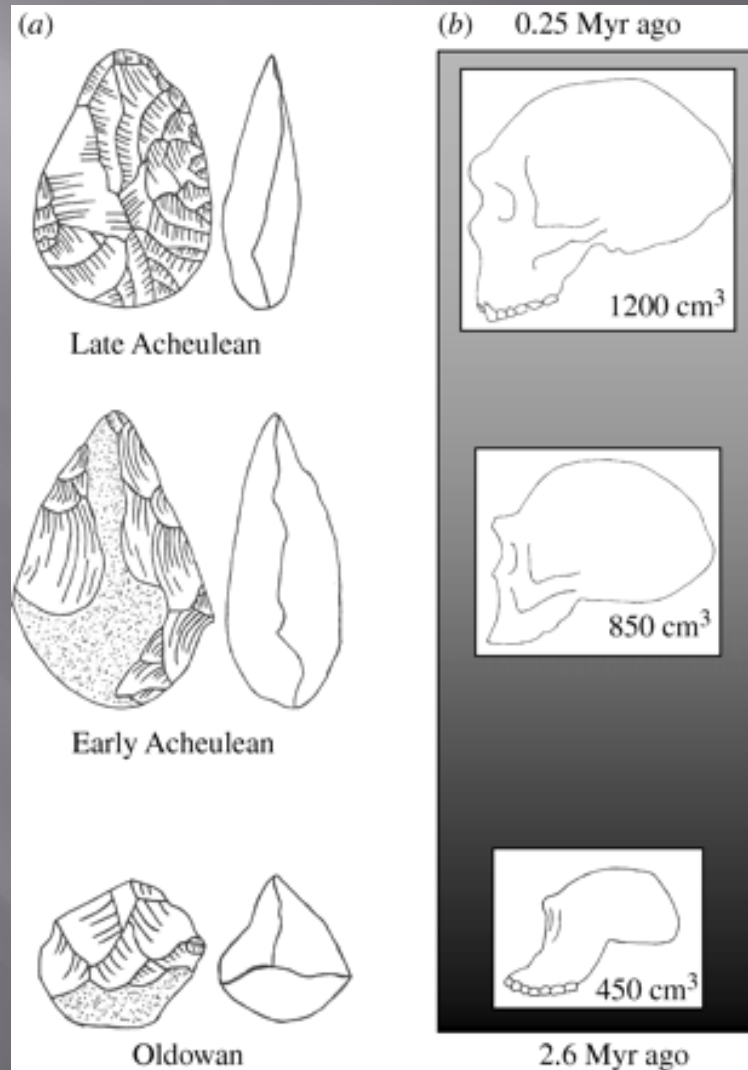 (a)
(b) 0.25 Myr ago
1200 cm³
Late Acheulean
850 cm³
Early Acheulean
450 cm³
Oldowan
2.6 Myr ago